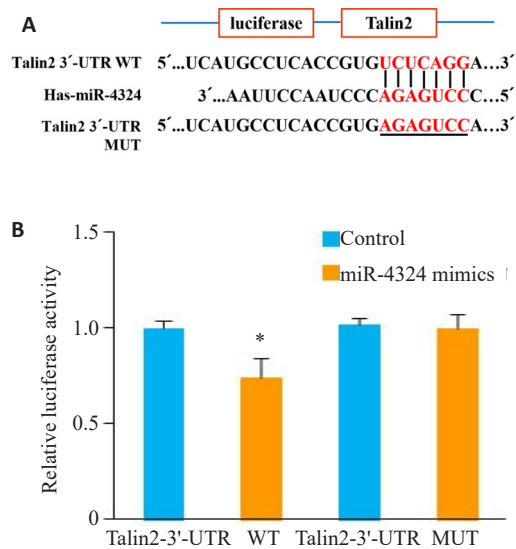 A
luciferase Talin2
Talin2 3´-UTR WT 5´...UCAUGCCUCACCGUGUCUCAGGA...3´
Has-miR-4324 3´...AAUUCCAAUCCCAGAGUCCC...5´
Talin2 3´-UTR MUT 5´...UCAUGCCUCACCGUGAGAGUCCA...3´
B
Relative luciferase activity
1.5
1.0
0.5
0
Control
miR-4324 mimics
*
Talin2-3'-UTR WT Talin2-3'-UTR MUT